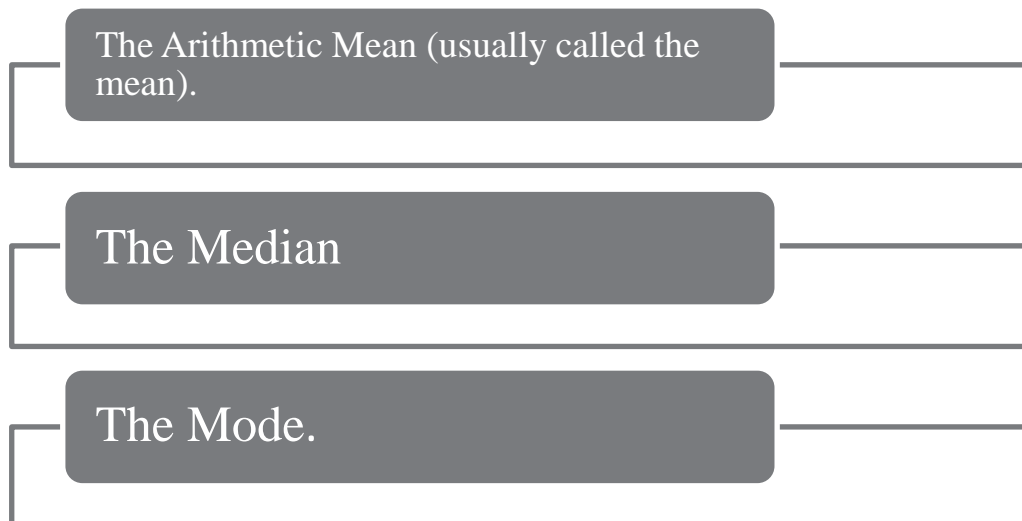 The Arithmetic Mean (usually called the
mean).
The Median
The Mode.